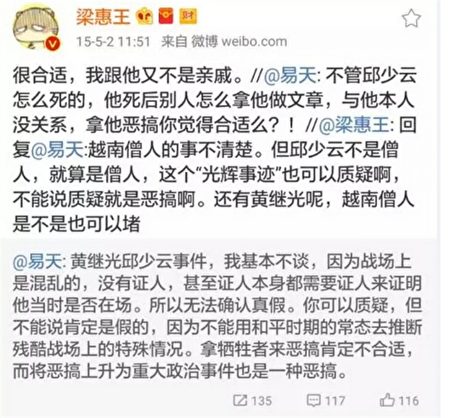 梁惠王
15-5-2 11:51 来自 微博 weibo.com
很合适，我跟他又不是亲戚。//@易天: 不管邱少云
怎么死的，他死后别人怎么拿他做文章，与他本人
没关系，拿他恶搞你觉得合适么？！//@梁惠王: 回
复@易天:越南僧人的事不清楚。但邱少云不是僧
人，就算是僧人，这个“光辉事迹”也可以质疑啊，
不能说质疑就是恶搞啊。还有黄继光呢，越南僧人
是不是也可以堵
@易天: 黄继光邱少云事件，我基本不谈，因为战场上
是混乱的，没有证人，甚至证人本身都需要证人来证明
他当时是否在场。所以无法确认真假。你可以质疑，但
不能说肯定是假的，因为不能用和平时期的常态去推断
残酷战场上的特殊情况。拿牺牲者来恶搞肯定不合适，
而将恶搞上升为重大政治事件也是一种恶搞。
135 117 116